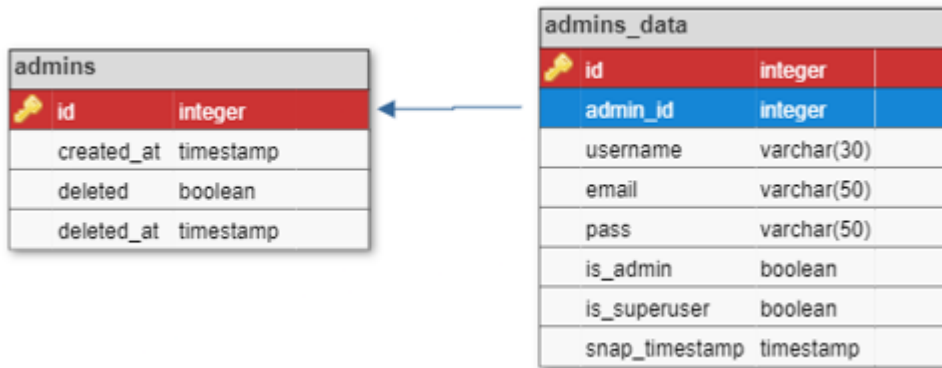 admins
id integer
created_at timestamp
deleted boolean
deleted_at timestamp
admins_data
id integer
admin_id integer
username varchar(30)
email varchar(50)
pass varchar(50)
is_admin boolean
is_superuser boolean
snap_timestamp timestamp